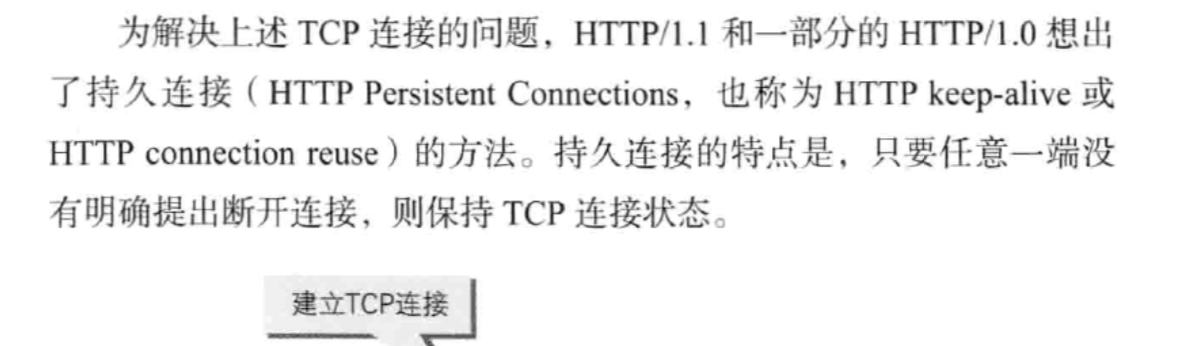 为解决上述 TCP 连接的问题，HTTP/1.1 和一部分的 HTTP/1.0 想出
了持久连接（HTTP Persistent Connections，也称为 HTTP keep-alive 或
HTTP connection reuse）的方法。持久连接的特点是，只要任意一端没
有明确提出断开连接，则保持 TCP 连接状态。
建立TCP连接